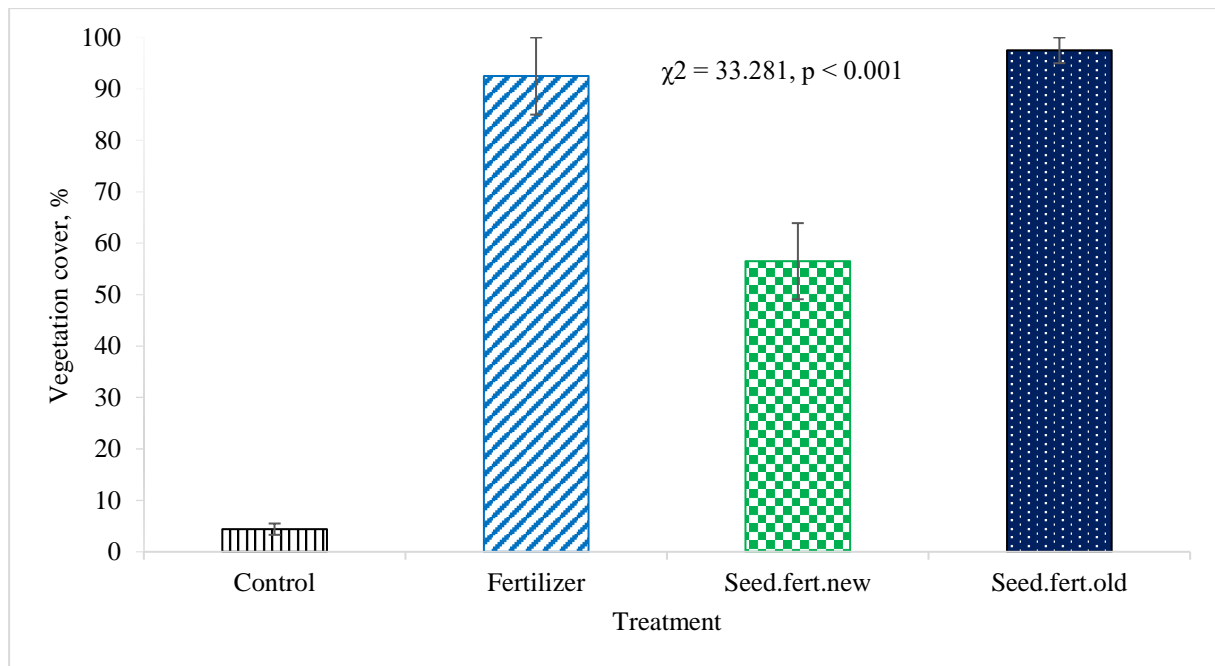 100
χ2 = 33.281, p < 0.001
90
80
70
60
50
40
30
20
10
0
Vegetation cover, %
Control Fertilizer Seed.fert.new Seed.fert.old
Treatment